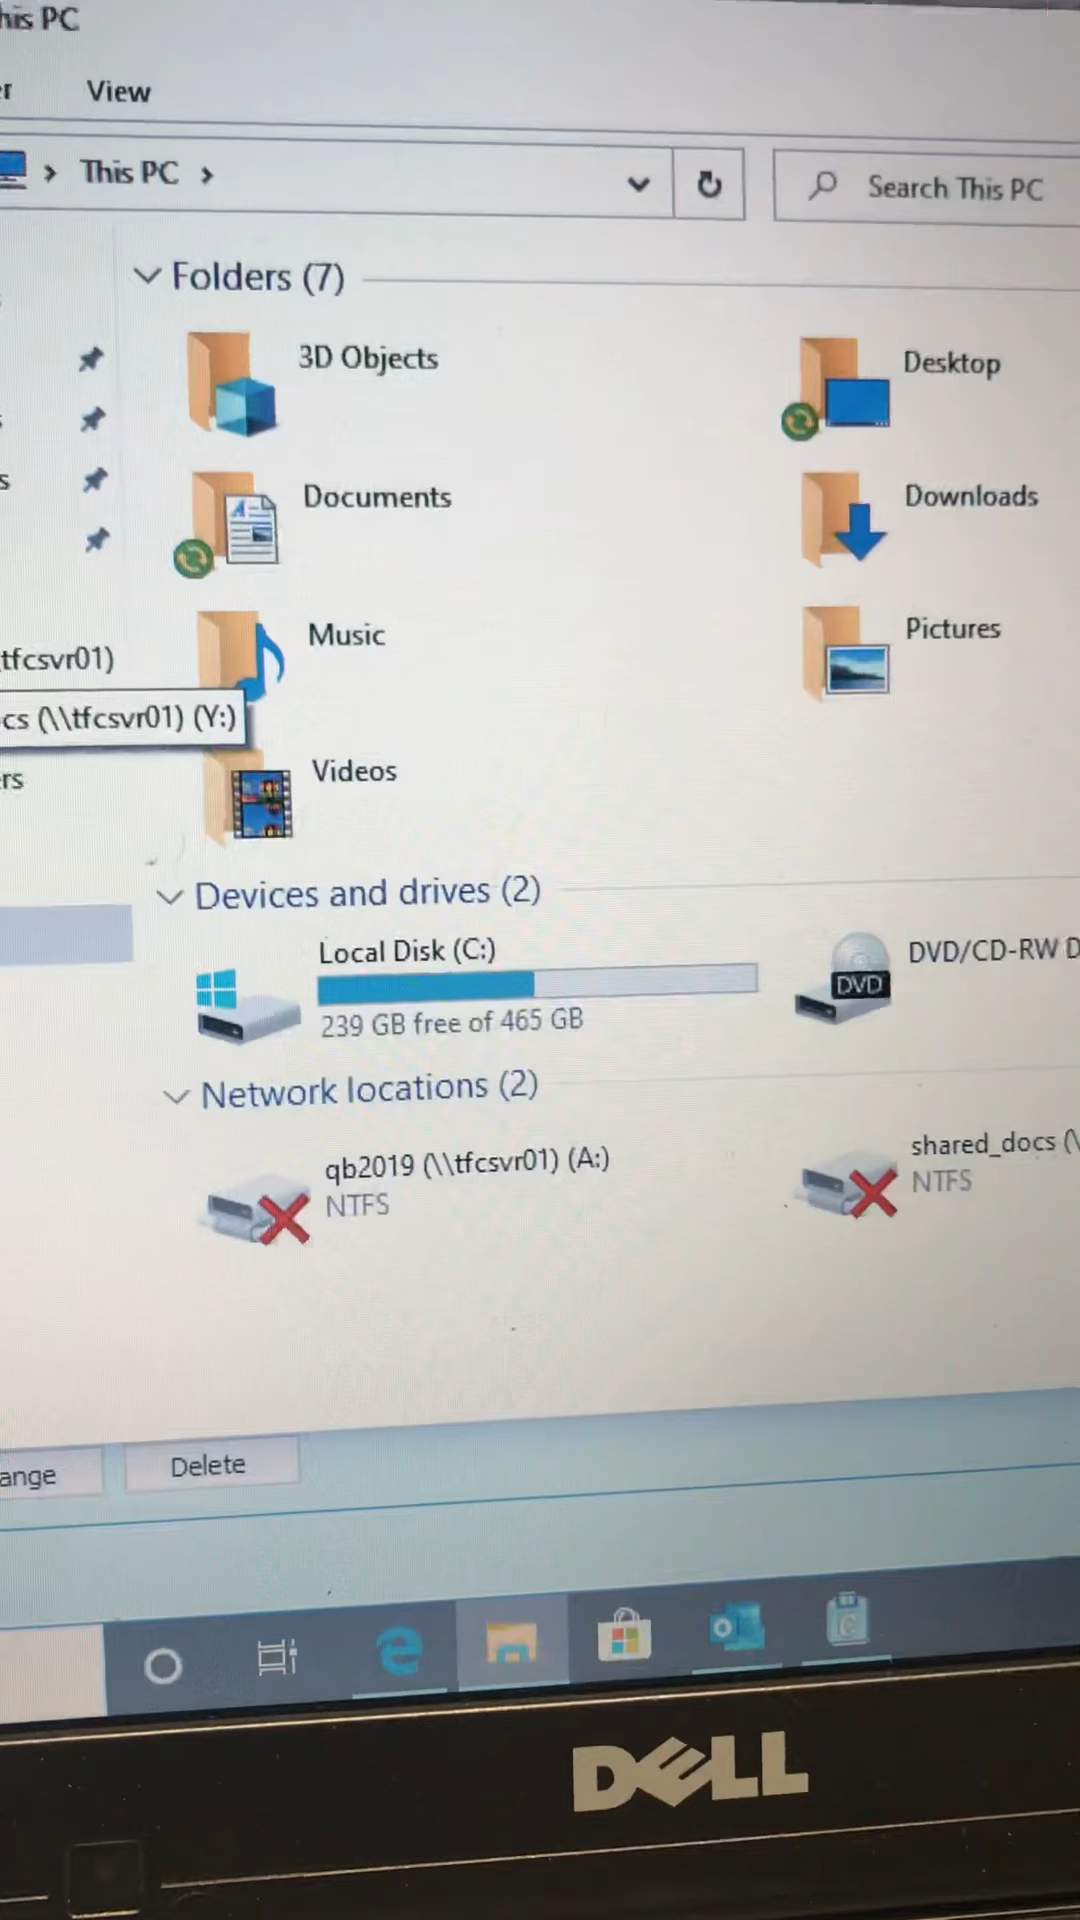 his PC
View
This PC
Search This PC
Folders (7)
3D Objects
Desktop
Documents
Downloads
Music
Pictures
tfcsvr01)
cs (\\tfcsvr01) (Y:)
Videos
rs
Devices and drives (2)
Local Disk (C:)
239 GB free of 465 GB
DVD/CD-RW D
DVD
Network locations (2)
qb2019 (\\tfcsvr01) (A:)
NTFS
shared_docs (\
NTFS
ange
Delete
DELL